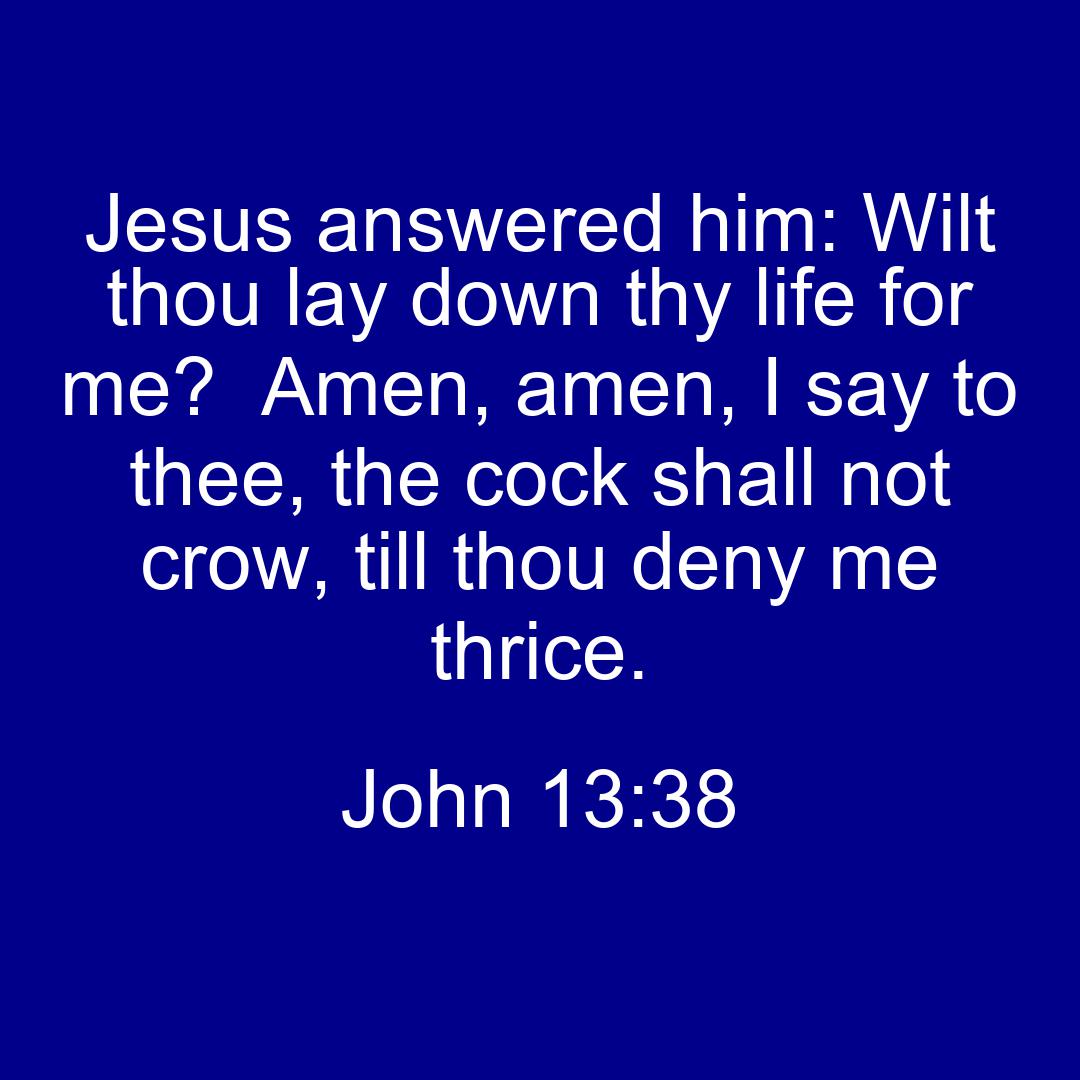 Jesus answered him: Wilt
thou lay down thy life for
me?  Amen, amen, I say to
thee, the cock shall not
crow, till thou deny me
thrice.
John 13:38